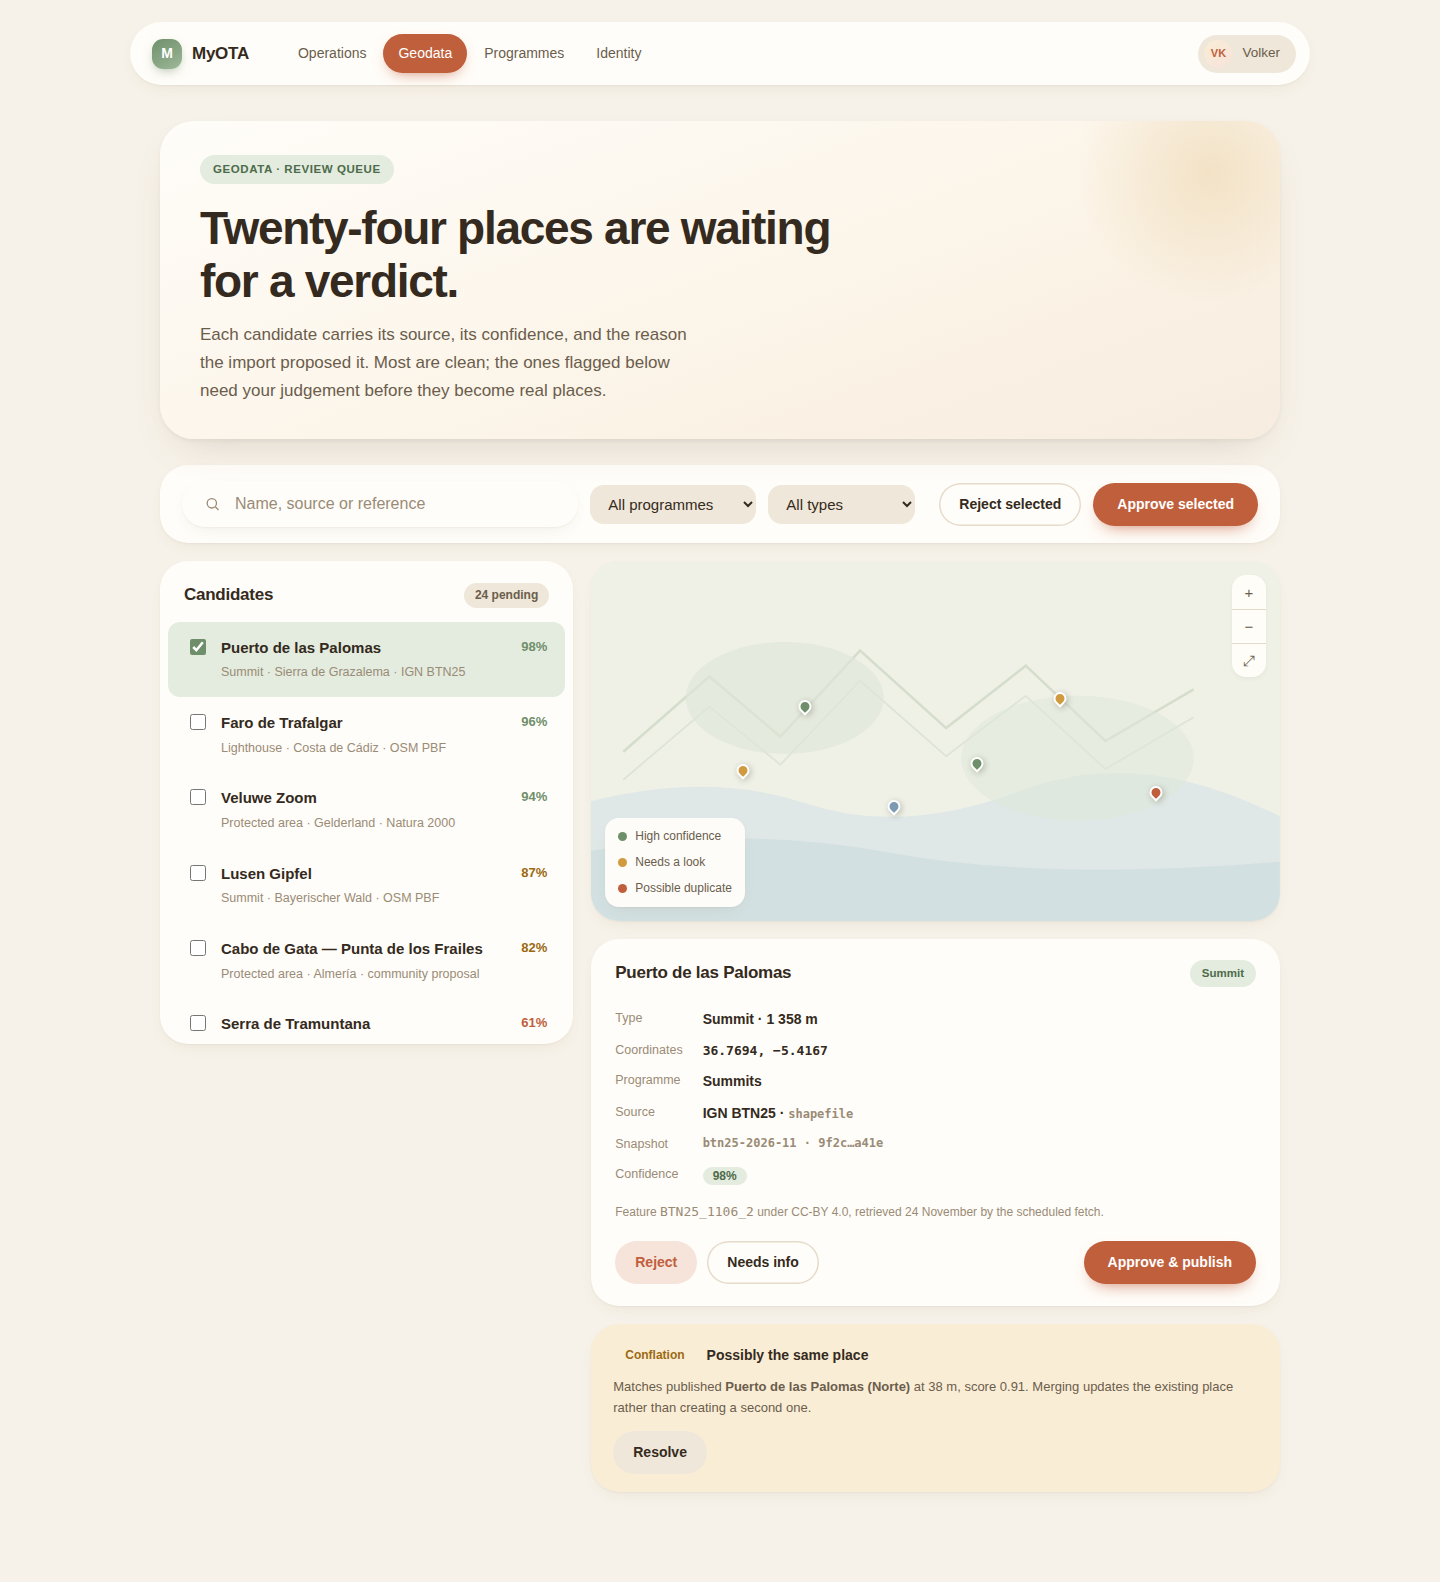 M MyOTA Operations Geodata Programmes Identity VK Volker
GEODATA · REVIEW QUEUE
Twenty-four places are waiting
for a verdict.
Each candidate carries its source, its confidence, and the reason
the import proposed it. Most are clean; the ones flagged below
need your judgement before they become real places.
Name, source or reference All programmes All types Reject selected Approve selected
Candidates 24 pending
Puerto de las Palomas 98%
Summit · Sierra de Grazalema · IGN BTN25
Faro de Trafalgar 96%
Lighthouse · Costa de Cádiz · OSM PBF
Veluwe Zoom 94%
Protected area · Gelderland · Natura 2000
Lusen Gipfel 87%
Summit · Bayerischer Wald · OSM PBF
Cabo de Gata — Punta de los Frailes 82%
Protected area · Almería · community proposal
Serra de Tramuntana 61%
+
−
⤢
High confidence
Needs a look
Possible duplicate
Puerto de las Palomas Summit
Type Summit · 1 358 m
Coordinates 36.7694, −5.4167
Programme Summits
Source IGN BTN25 · shapefile
Snapshot btn25-2026-11 · 9f2c…a41e
Confidence 98%
Feature BTN25_1106_2 under CC-BY 4.0, retrieved 24 November by the scheduled fetch.
Reject Needs info Approve & publish
Conflation Possibly the same place
Matches published Puerto de las Palomas (Norte) at 38 m, score 0.91. Merging updates the existing place
rather than creating a second one.
Resolve